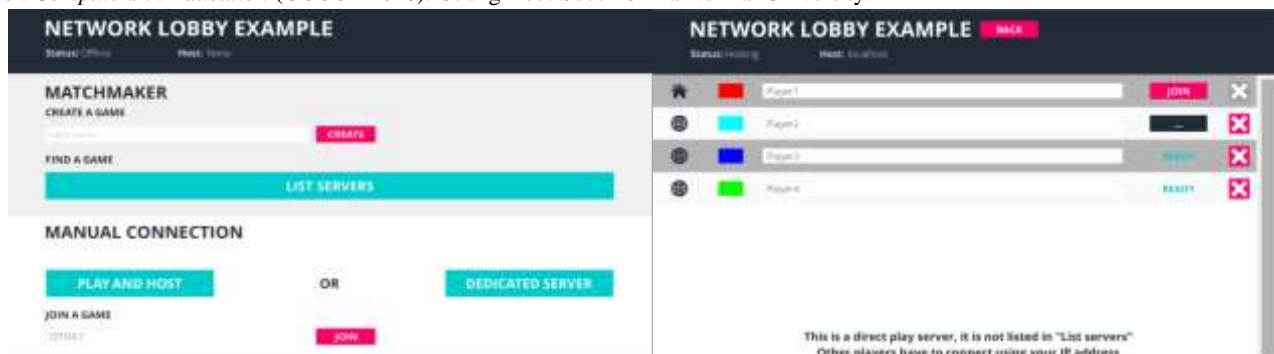 NETWORK LOBBY EXAMPLE
Status: Offline Host: None
MATCHMAKER
CREATE A GAME
CREATE
FIND A GAME
LIST SERVERS
MANUAL CONNECTION
PLAY AND HOST OR DEDICATED SERVER
JOIN A GAME
JOIN
NETWORK LOBBY EXAMPLE BACK
Status: Hosting Host: localhost
Player1 JOIN
Player2 ...
Player3 READY
Player4 READY
This is a direct play server, it is not listed in "List servers"
Other players have to connect using your IP address